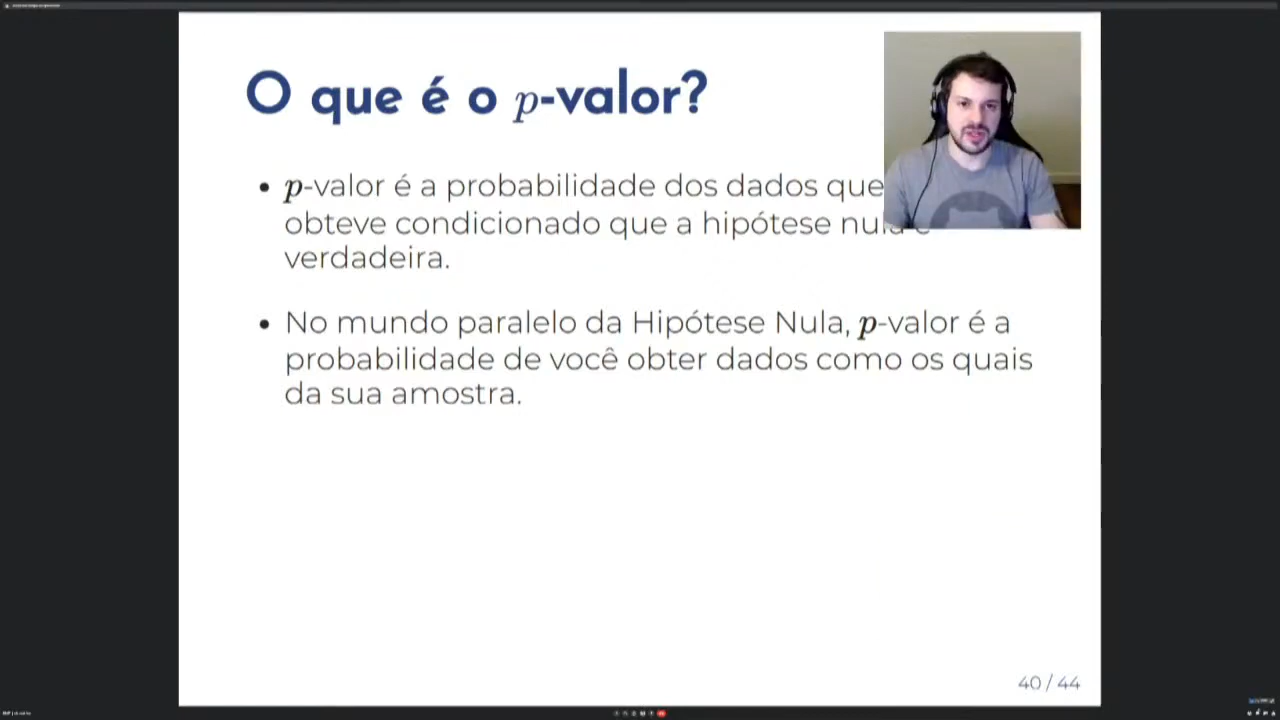 O que é o p-valor?
• p-valor é a probabilidade dos dados que
obteve condicionado que a hipótese nula
verdadeira.
• No mundo paralelo da Hipótese Nula, p-valor é a
probabilidade de você obter dados como os quais
da sua amostra.
40 / 44